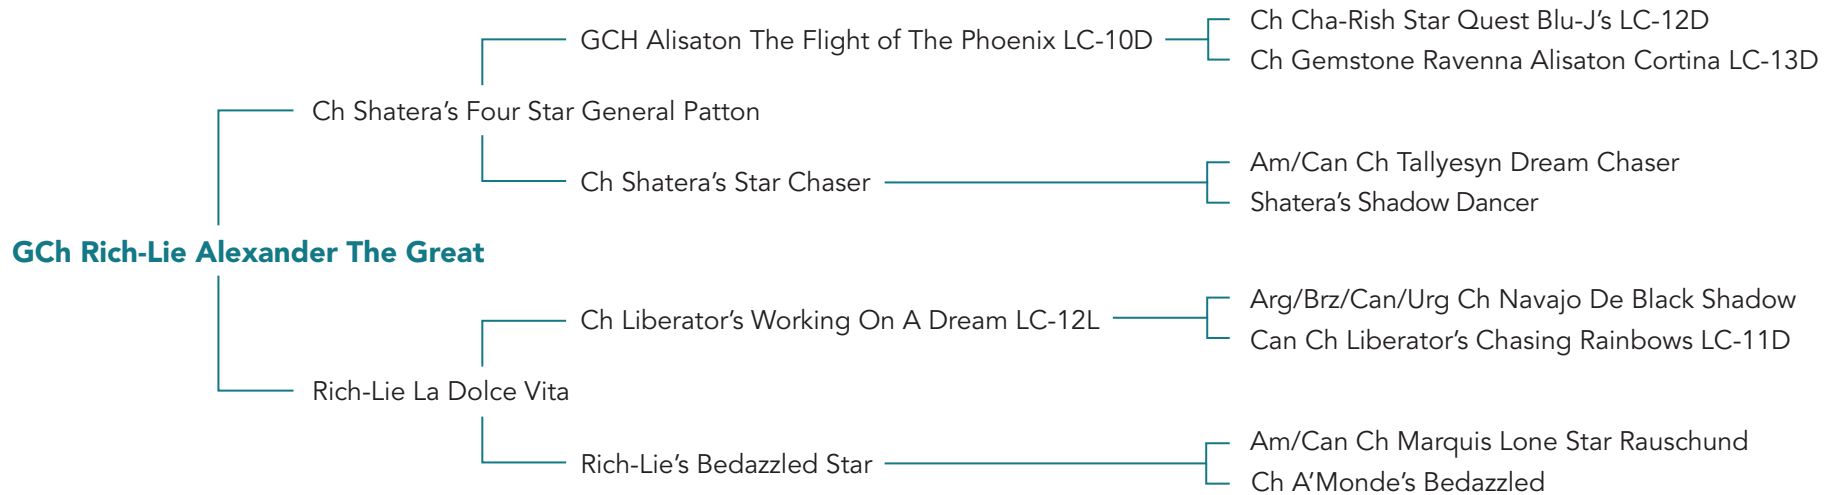 Ch Cha-Rish Star Quest Blu-J’s LC-12D
GCH Alisaton The Flight of The Phoenix LC-10D
Ch Gemstone Ravenna Alisaton Cortina LC-13D
Ch Shatera’s Four Star General Patton
Am/Can Ch Tallyesyn Dream Chaser
Ch Shatera’s Star Chaser
Shatera’s Shadow Dancer
GCh Rich-Lie Alexander The Great
Arg/Brz/Can/Urg Ch Navajo De Black Shadow
Ch Liberator’s Working On A Dream LC-12L
Can Ch Liberator’s Chasing Rainbows LC-11D
Rich-Lie La Dolce Vita
Am/Can Ch Marquis Lone Star Rauschund
Rich-Lie’s Bedazzled Star
Ch A’Monde’s Bedazzled